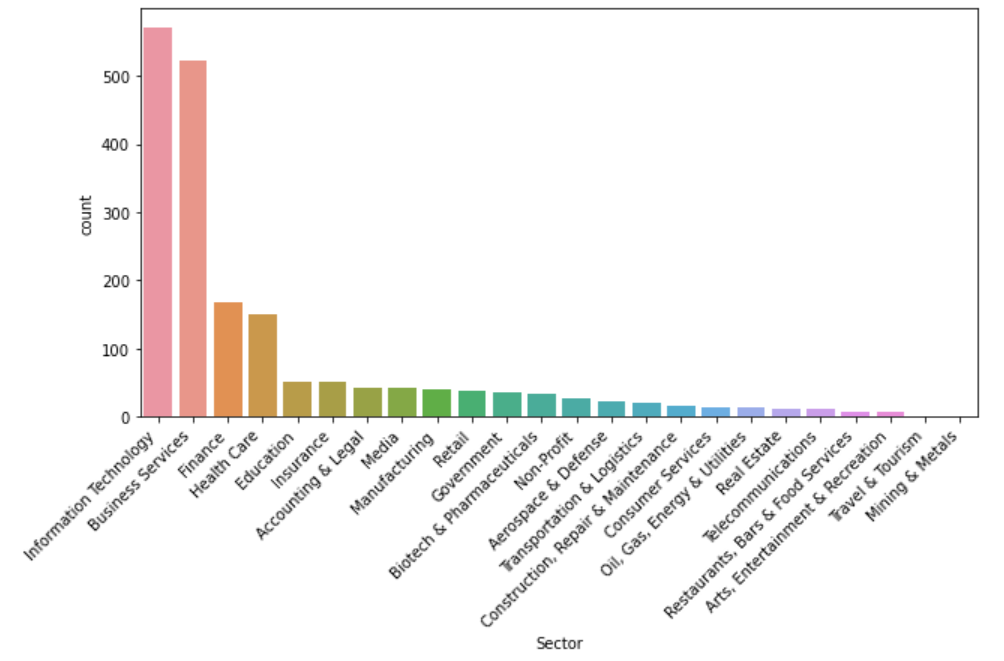 500
400
300
200
100
0
count
Information Technology
Business Services
Finance
Health Care
Education
Insurance
Accounting & Legal
Media
Manufacturing
Retail
Government
Biotech & Pharmaceuticals
Non-Profit
Aerospace & Defense
Transportation & Logistics
Construction, Repair & Maintenance
Consumer Services
Oil, Gas, Energy & Utilities
Real Estate
Telecommunications
Restaurants, Bars & Food Services
Arts, Entertainment & Recreation
Travel & Tourism
Mining & Metals
Sector